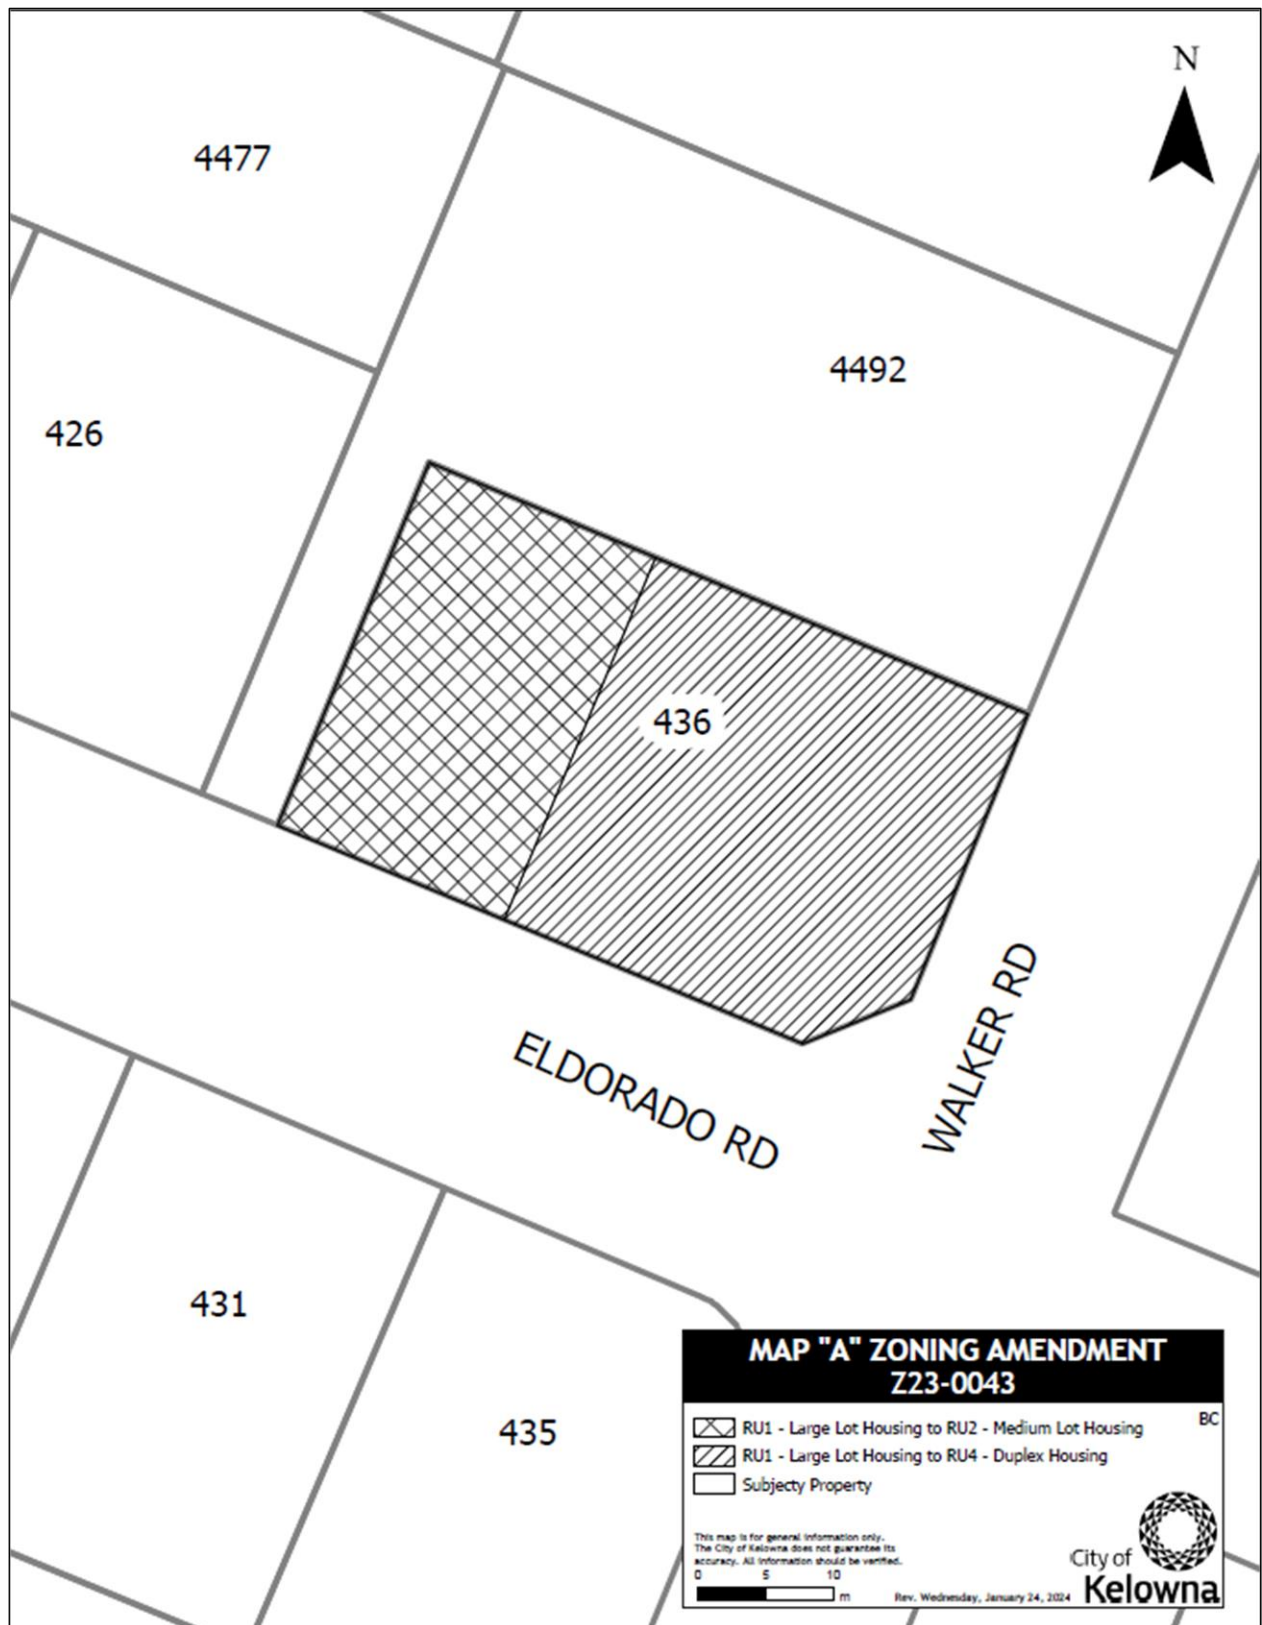 N
4477
4492
426
436
WALKER RD
ELDORADO RD
431
435
MAP "A" ZONING AMENDMENT
Z23-0043
BC
RU1 - Large Lot Housing to RU2 - Medium Lot Housing
RU1 - Large Lot Housing to RU4 - Duplex Housing
Subjecty Property
This map is for general information only.
The City of Kelowna does not guarantee its
accuracy. All information should be verified.
0 5 10
m
Rev. Wednesday, January 24, 2024
City of
Kelowna